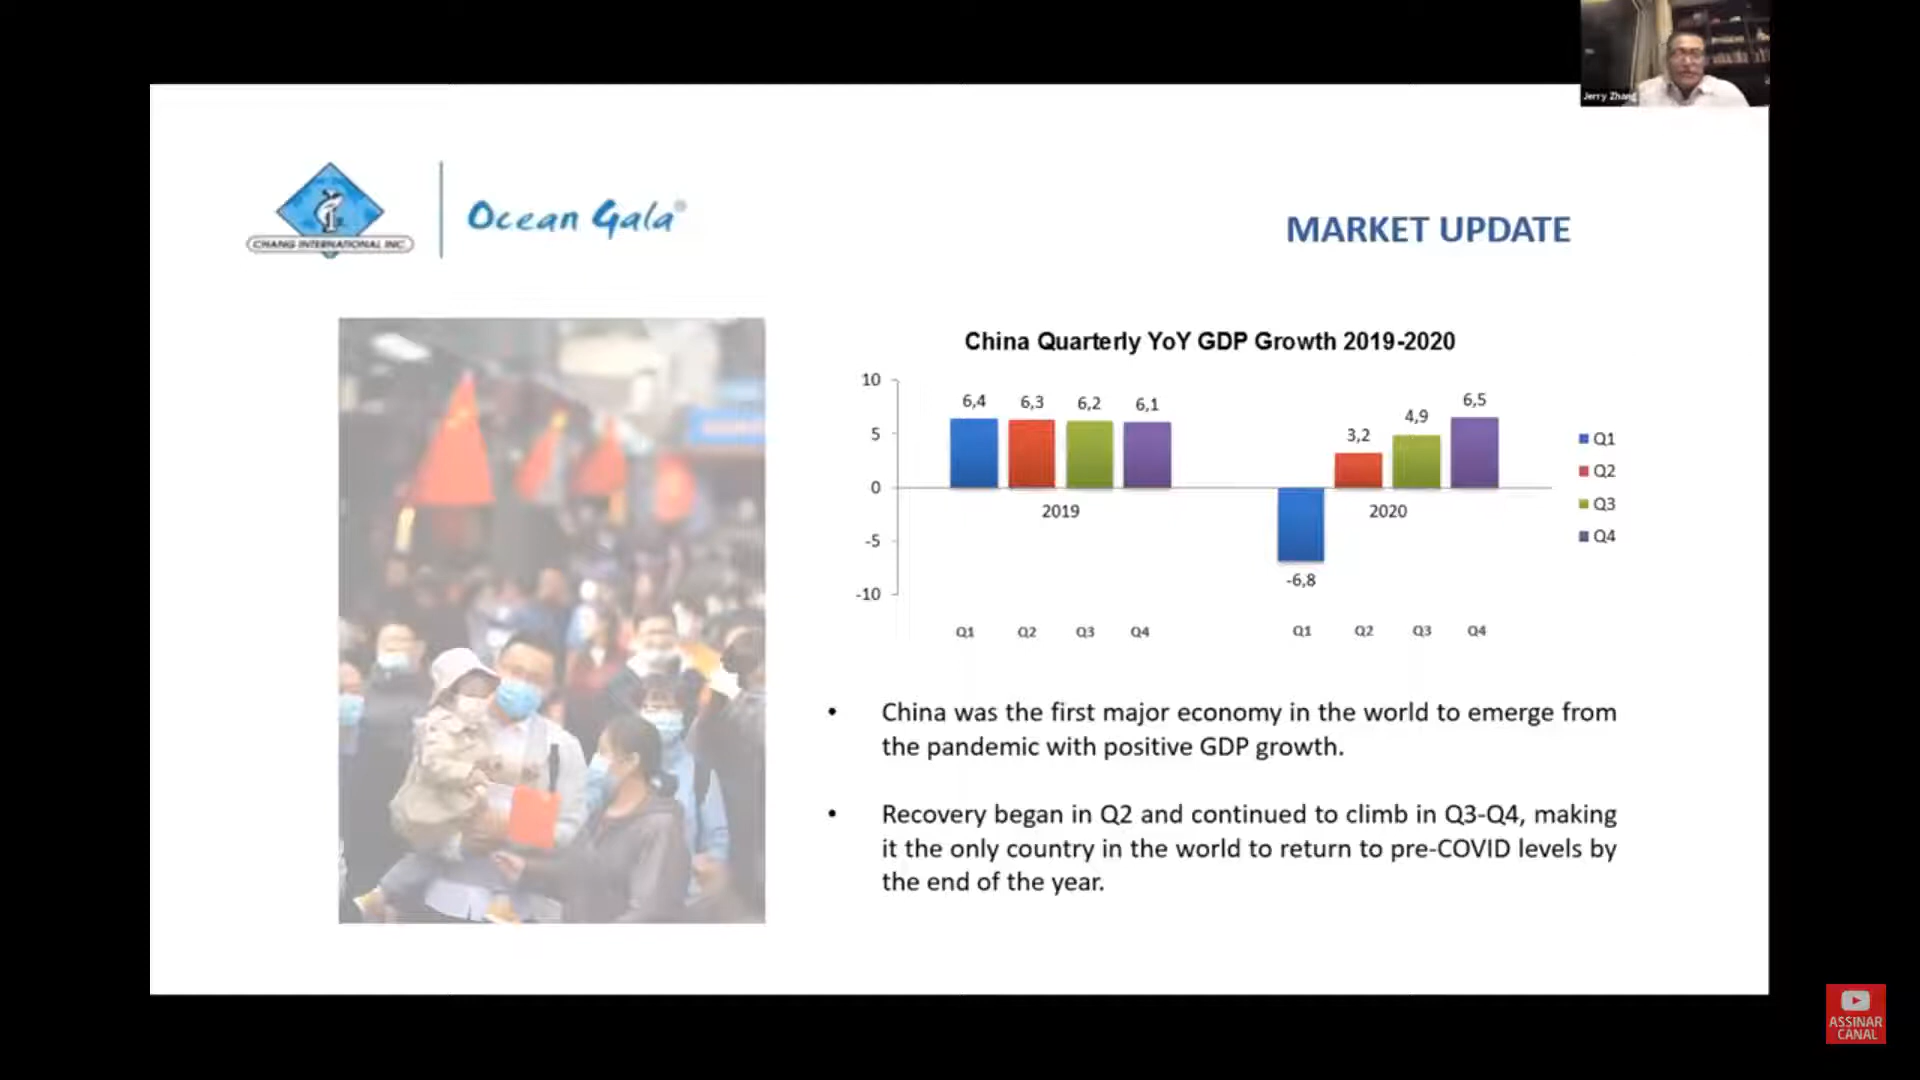 Jerry Zhang
CHANG INTERNATIONAL INC.
Ocean Gala®
MARKET UPDATE
China Quarterly YoY GDP Growth 2019-2020
10
5
0
-5
-10
6,4
6,3
6,2
6,1
-6,8
3,2
4,9
6,5
2019
2020
Q1 Q2 Q3 Q4
Q1 Q2 Q3 Q4
Q1
Q2
Q3
Q4
• China was the first major economy in the world to emerge from
the pandemic with positive GDP growth.
• Recovery began in Q2 and continued to climb in Q3-Q4, making
it the only country in the world to return to pre-COVID levels by
the end of the year.
ASSINAR
CANAL